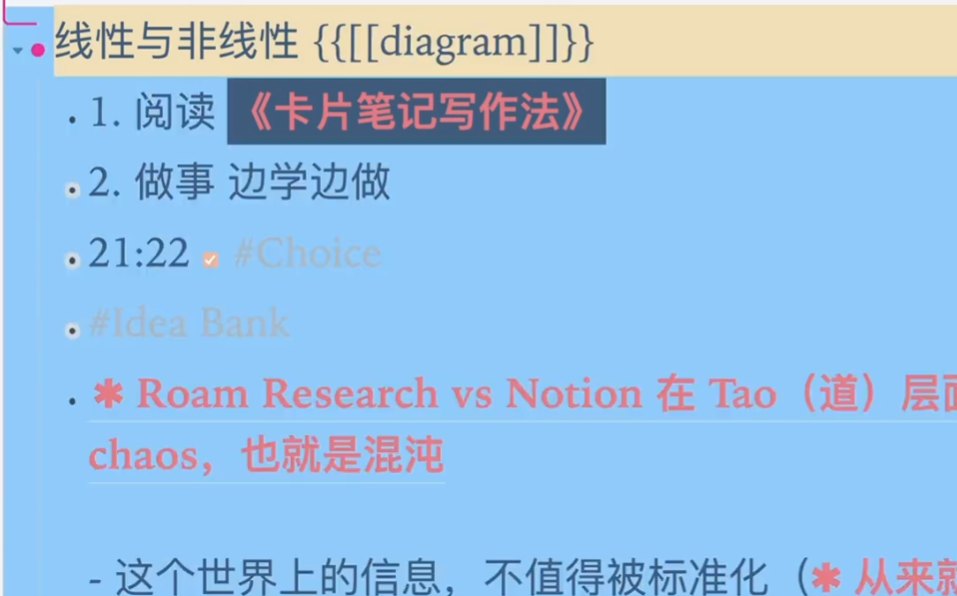 线性与非线性 {{[[diagram]]}}
1. 阅读 《卡片笔记写作法》
2. 做事 边学边做
21:22 #Choice
#Idea Bank
✱ Roam Research vs Notion 在 Tao（道）层面
chaos，也就是混沌
- 这个世界上的信息，不值得被标准化（✱ 从来就